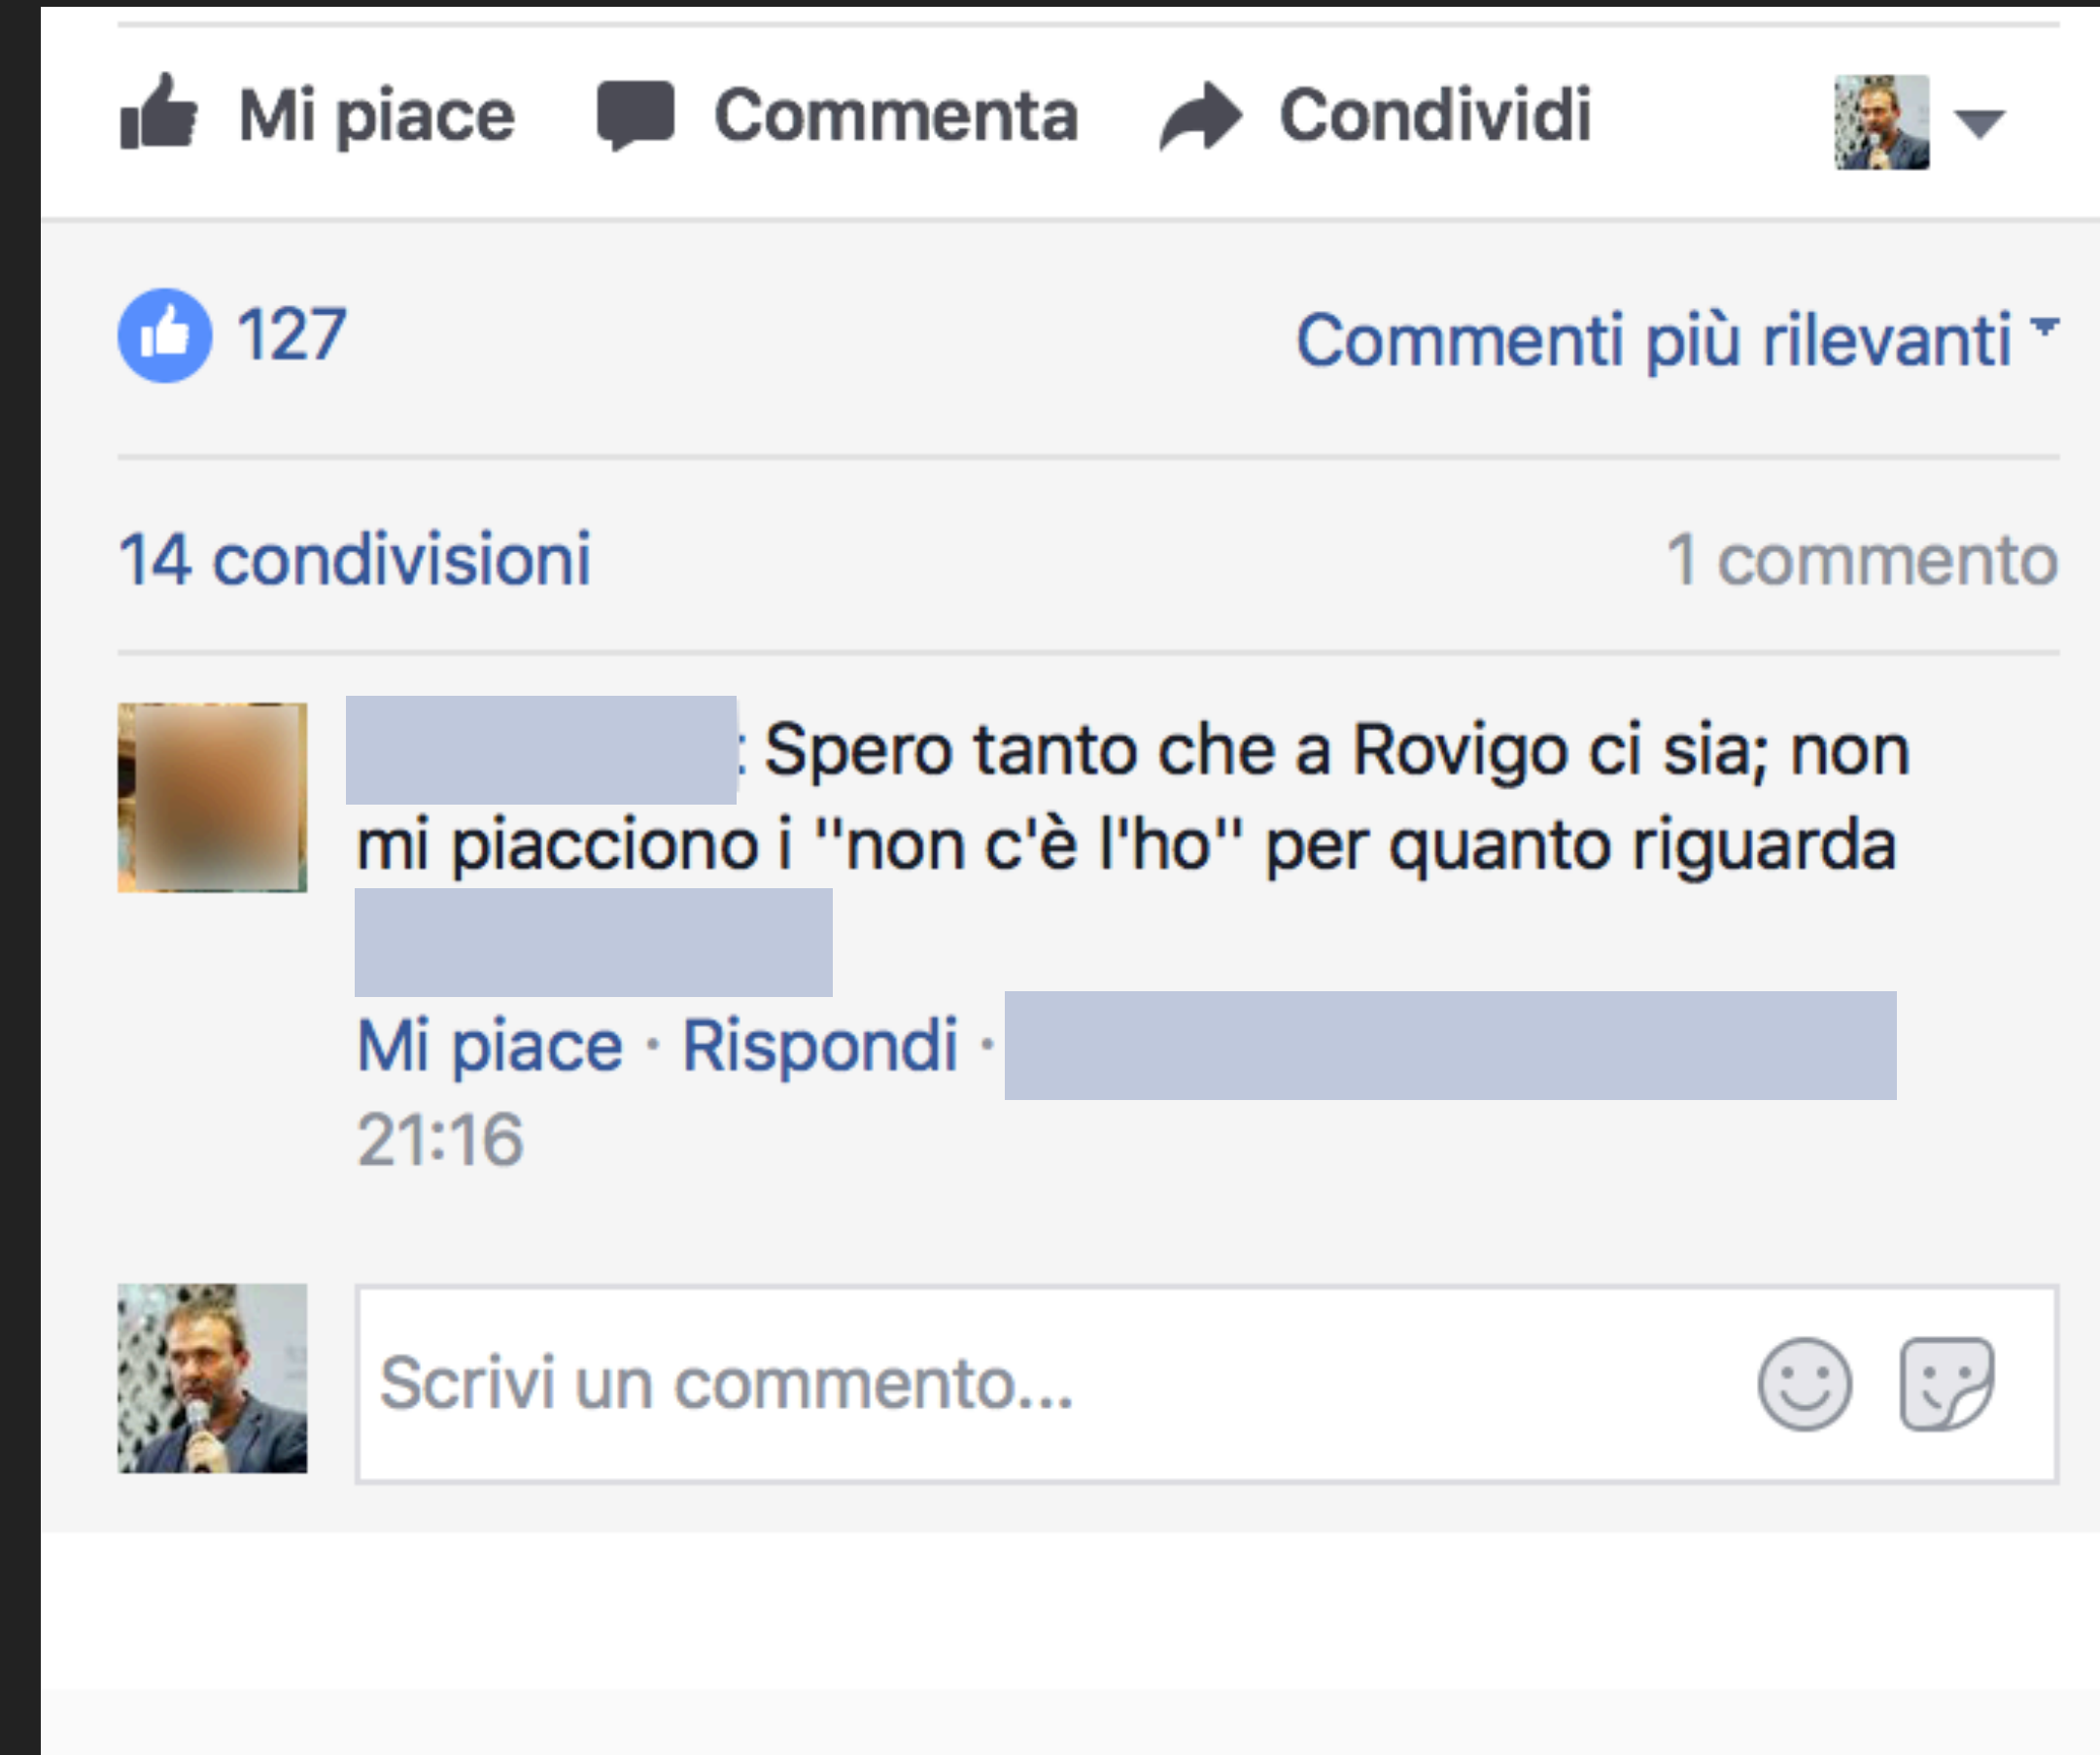 Mi piace Commenta Condividi
127 Commenti più rilevanti
14 condivisioni 1 commento
: Spero tanto che a Rovigo ci sia; non
mi piacciono i "non c'è l'ho" per quanto riguarda
Mi piace · Rispondi ·
21:16
Scrivi un commento...